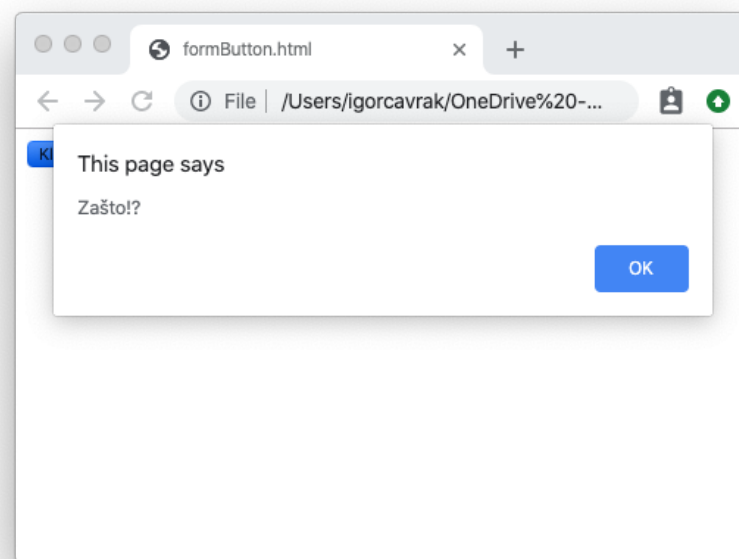 formButton.html
File /Users/igorcavrak/OneDrive%20-...
This page says
Zašto!?
OK